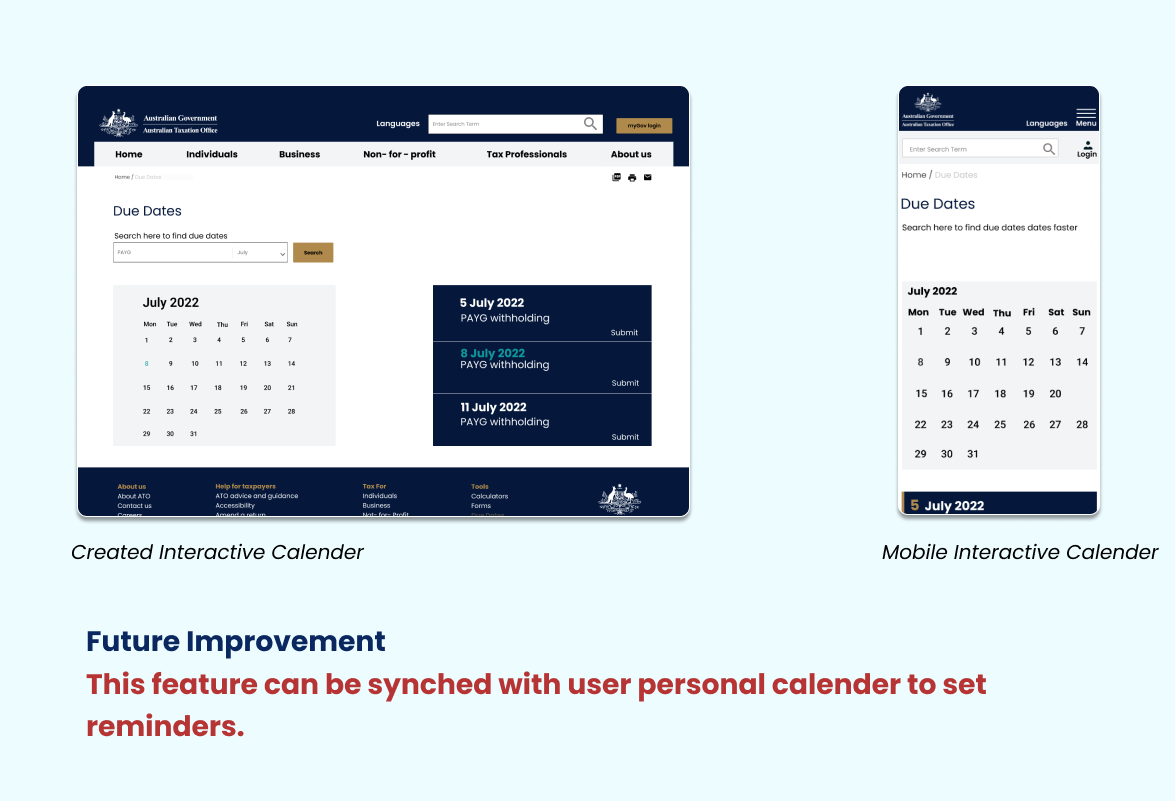 Australian Government
Australian Taxation Office
Languages
Enter Search Term
myGov login
Home Individuals Business Non- for - profit Tax Professionals About us
Home / Due Dates
Due Dates
Search here to find due dates
PAYG July
Search
July 2022
Mon Tue Wed Thu Fri Sat Sun
1 2 3 4 5 6 7
8 9 10 11 12 13 14
15 16 17 18 19 20 21
22 23 24 25 26 27 28
29 30 31
5 July 2022
PAYG withholding
Submit
8 July 2022
PAYG withholding
Submit
11 July 2022
PAYG withholding
Submit
About us Help for taxpayers Tax For Tools
About ATO ATO advice and guidance Individuals Calculators
Contact us Accessibility Business Forms
Careers Amend a return Not- for- Profit Due Dates
Created Interactive Calender
Australian Government
Australian Taxation Office
Languages Menu
Enter Search Term
Login
Home / Due Dates
Due Dates
Search here to find due dates dates faster
July 2022
Mon Tue Wed Thu Fri Sat Sun
1 2 3 4 5 6 7
8 9 10 11 12 13 14
15 16 17 18 19 20
22 23 24 25 26 27 28
29 30 31
5 July 2022
Mobile Interactive Calender
Future Improvement
This feature can be synched with user personal calender to set
reminders.